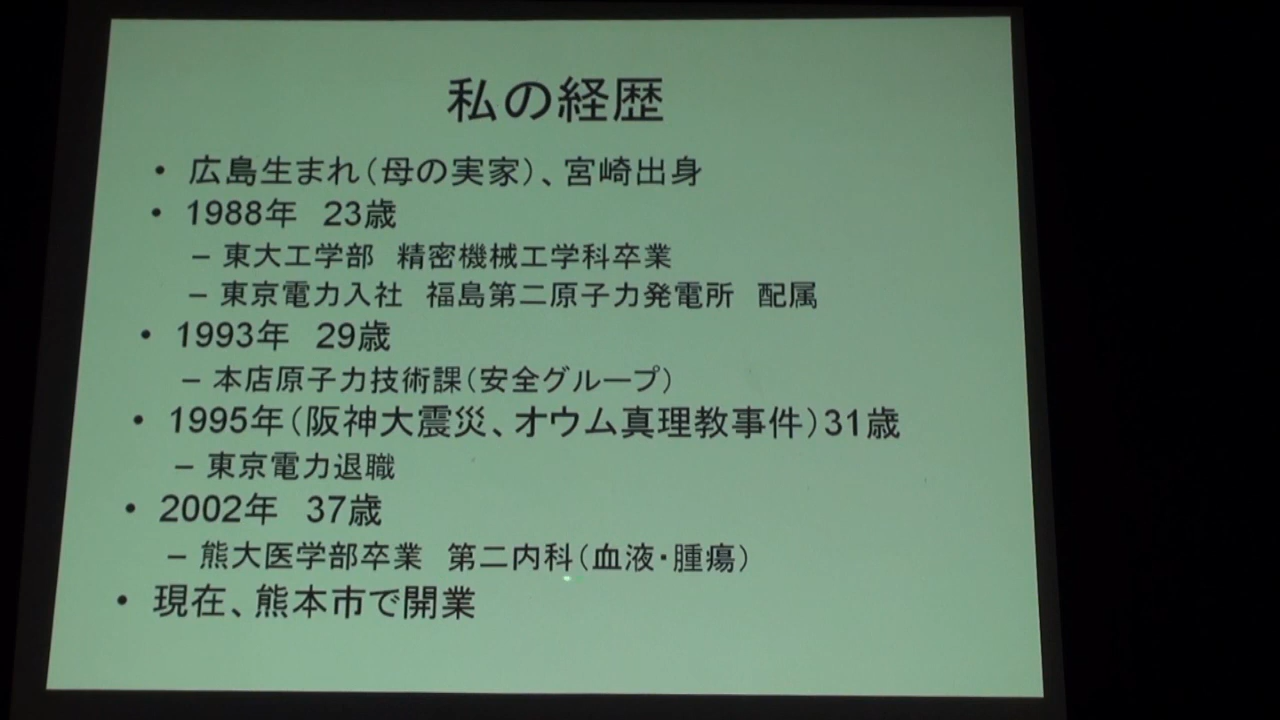 私の経歴
• 広島生まれ（母の実家）、宮崎出身
• 1988年　23歳
– 東大工学部　精密機械工学科卒業
– 東京電力入社　福島第二原子力発電所　配属
• 1993年　29歳
– 本店原子力技術課（安全グループ）
• 1995年（阪神大震災、オウム真理教事件）31歳
– 東京電力退職
• 2002年　37歳
– 熊大医学部卒業　第二内科（血液・腫瘍）
• 現在、熊本市で開業